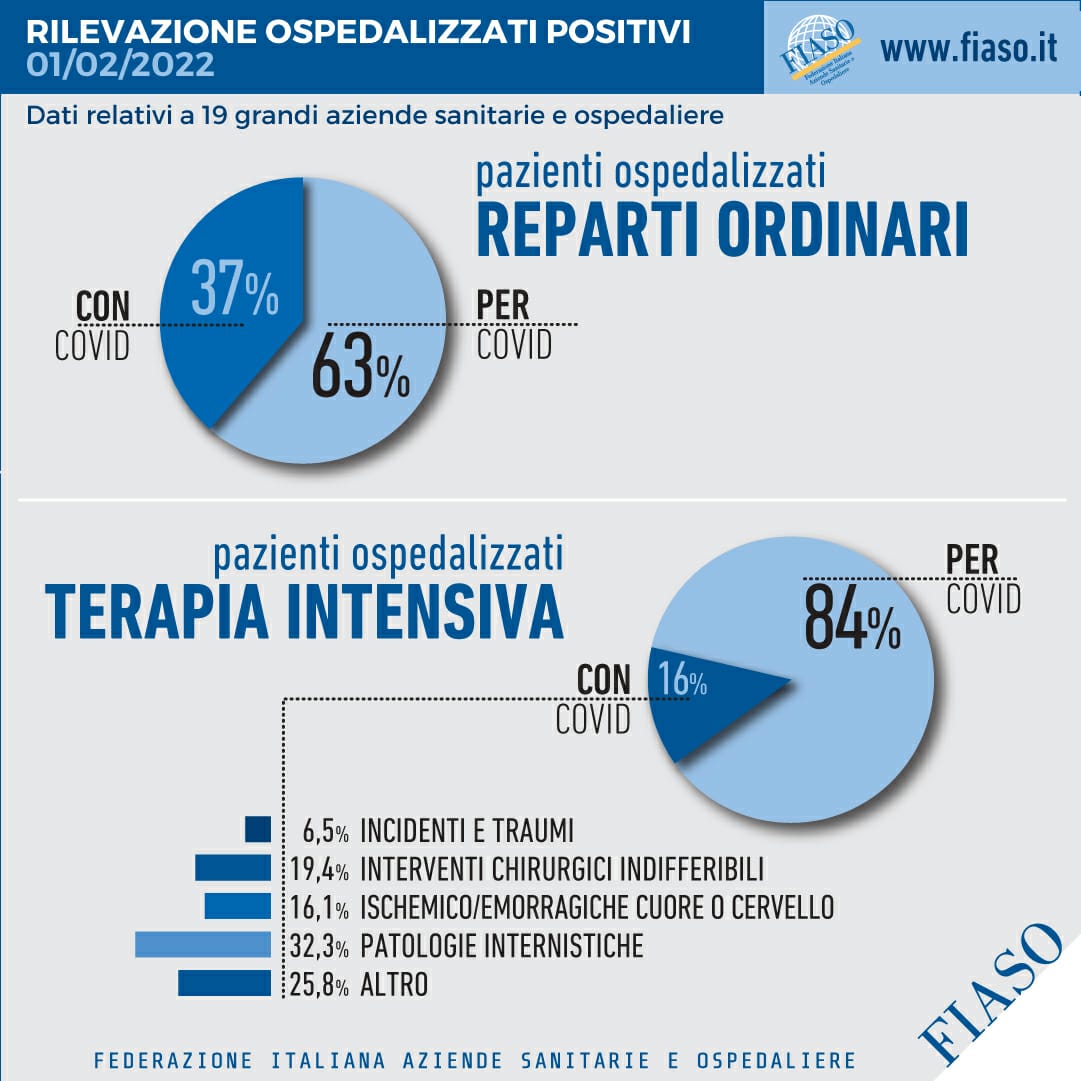 RILEVAZIONE OSPEDALIZZATI POSITIVI
01/02/2022
FIASO
Federazione Italiana
Aziende Sanitarie e
Ospedaliere
www.fiaso.it
Dati relativi a 19 grandi aziende sanitarie e ospedaliere
pazienti ospedalizzati
REPARTI ORDINARI
CON
COVID
37%
63%
PER
COVID
pazienti ospedalizzati
TERAPIA INTENSIVA
PER
COVID
84%
CON
COVID
16%
6,5% INCIDENTI E TRAUMI
19,4% INTERVENTI CHIRURGICI INDIFFERIBILI
16,1% ISCHEMICO/EMORRAGICHE CUORE O CERVELLO
32,3% PATOLOGIE INTERNISTICHE
25,8% ALTRO
FIASO
FEDERAZIONE ITALIANA AZIENDE SANITARIE E OSPEDALIERE